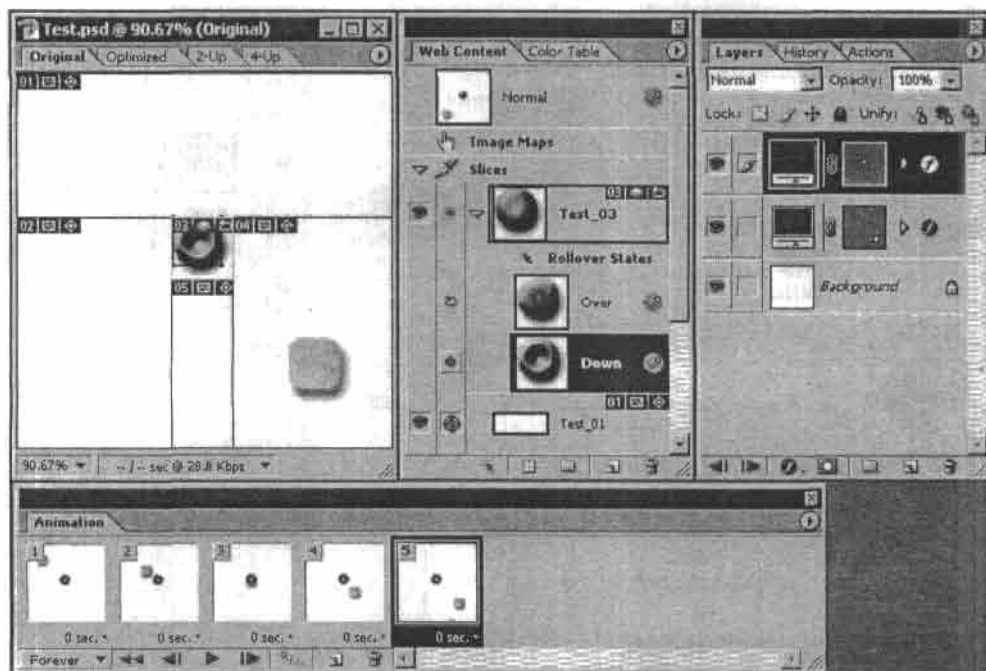 Test.psd @ 90.67% (Original)
Original Optimized 2-Up 4-Up
01
02 03 04
05
90.67% -- / -- sec @ 28.8 Kbps
Web Content Color Table
Normal
Image Maps
Slices
03
Test_03
Rollover States
Over
Down
01
Test_01
Layers History Actions
Normal Opacity: 100%
Lock: Unify:
Background
Animation
1 2 3 4 5
0 sec. 0 sec. 0 sec. 0 sec. 0 sec.
Forever